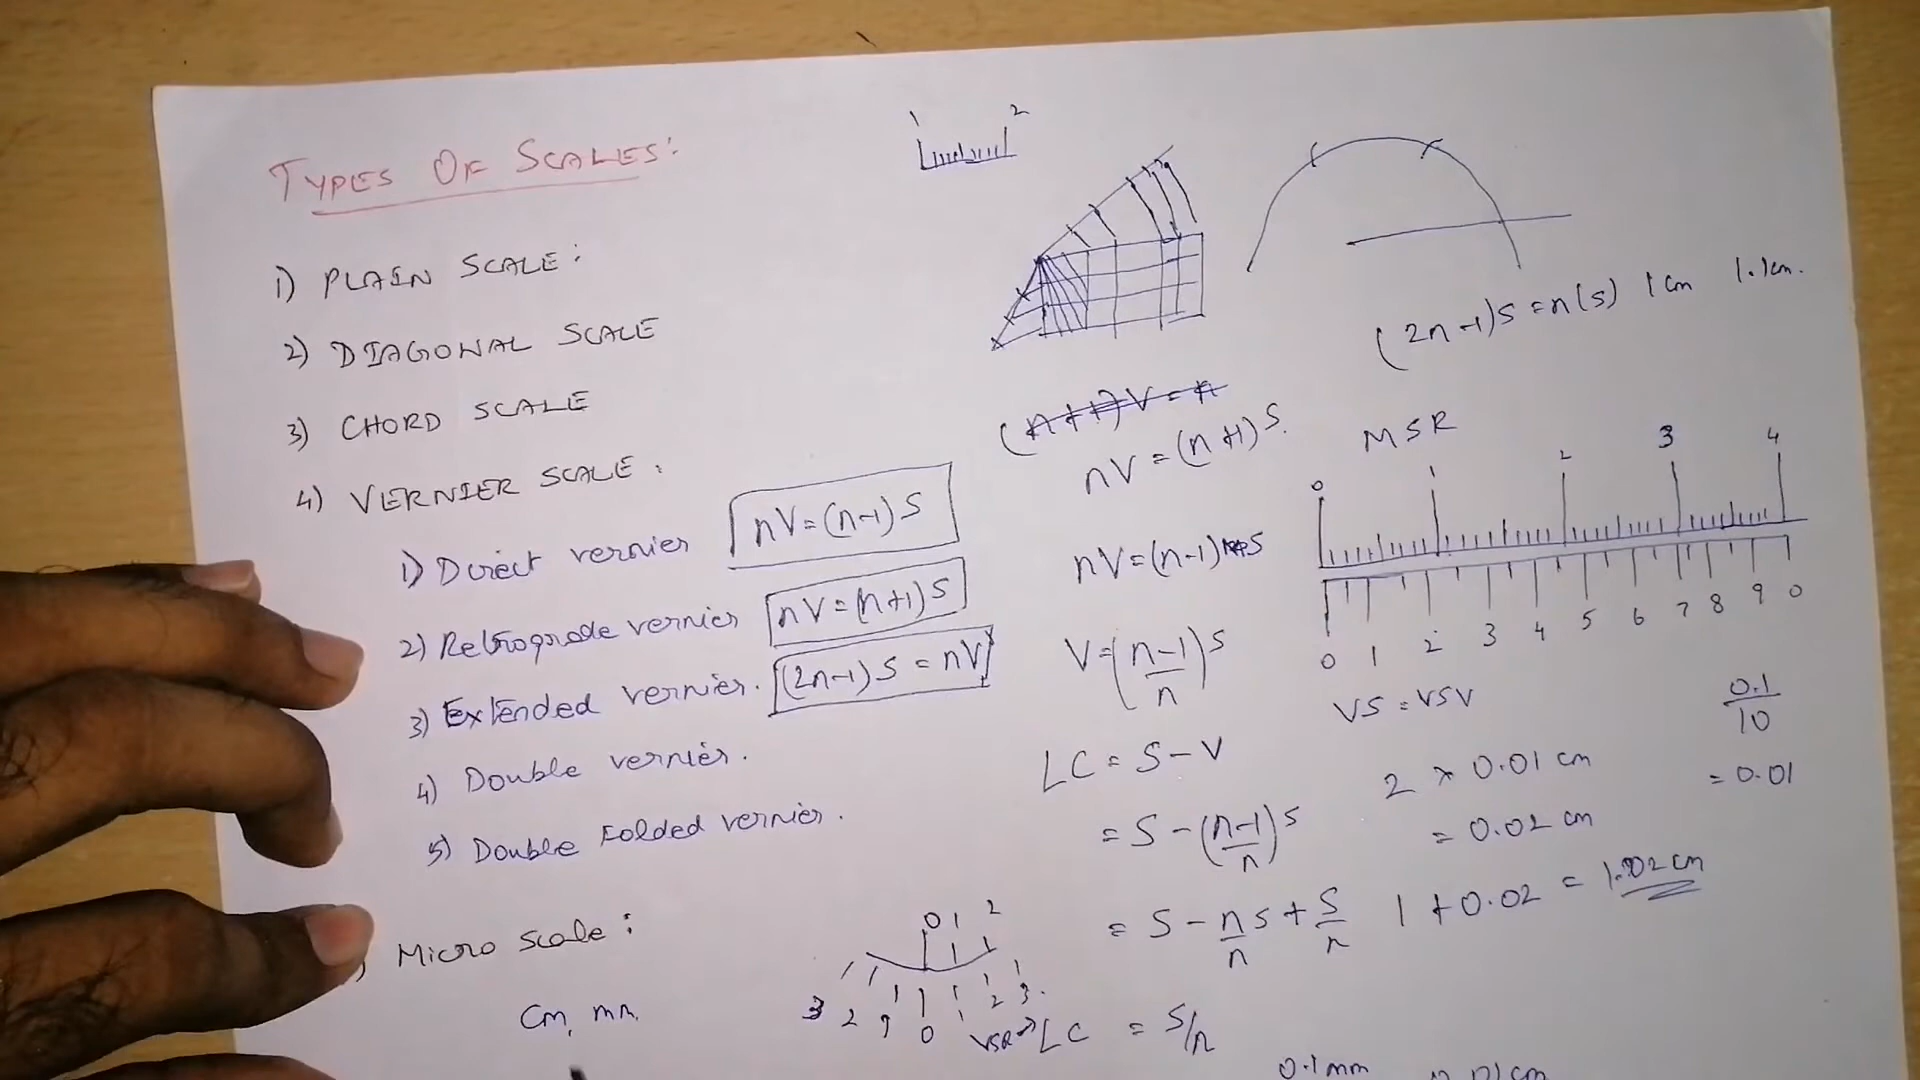 TYPES OF SCALES:
1) PLAIN SCALE:
2) DIAGONAL SCALE
3) CHORD SCALE
4) VERNIER SCALE:
1) Direct vernier nV=(n-1)S
2) Retrograde vernier nV=(n+1)S
3) Extended vernier. (2n-1)S = nV
4) Double vernier.
5) Double Folded vernier.
) Micro scale:
Cm, mm
1 2
(2n-1)S = n(S) 1 cm 1.1cm.
(n+1)V = n
nV = (n+1)S.
nV=(n-1)S
V=(n-1/n)S
LC = S-V
= S-(n-1/n)S
= S - n/n S + S/n
LC = S/n
MSR
0 1 2 3 4
0 1 2 3 4 5 6 7 8 9 0
VS = VSV
0.1/10
= 0.01
2 x 0.01 cm
= 0.02 cm
1 + 0.02 = 1.02 cm
0 1 2
3 2 1 0 1 2 3.
VSR
0.1mm